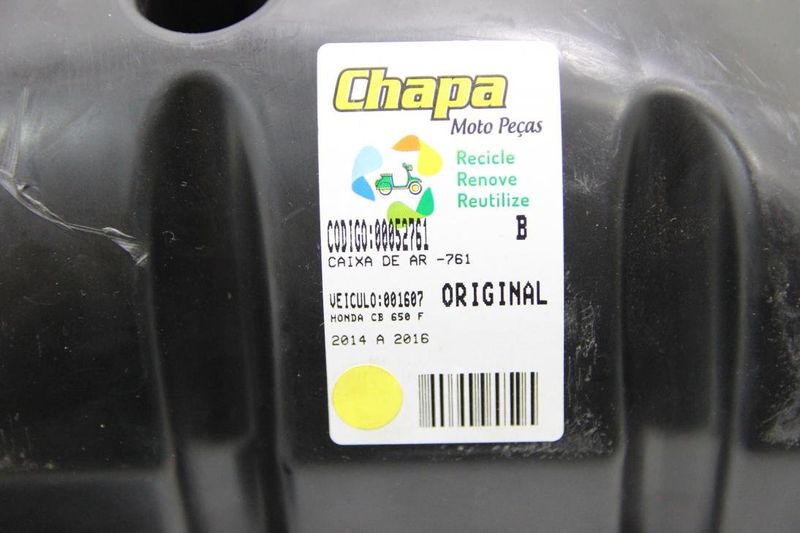 Chapa
Moto Peças
Recicle
Renove
Reutilize
CODIGO:00052761 B
CAIXA DE AR -761
VEICULO:001607 ORIGINAL
HONDA CB 650 F
2014 A 2016